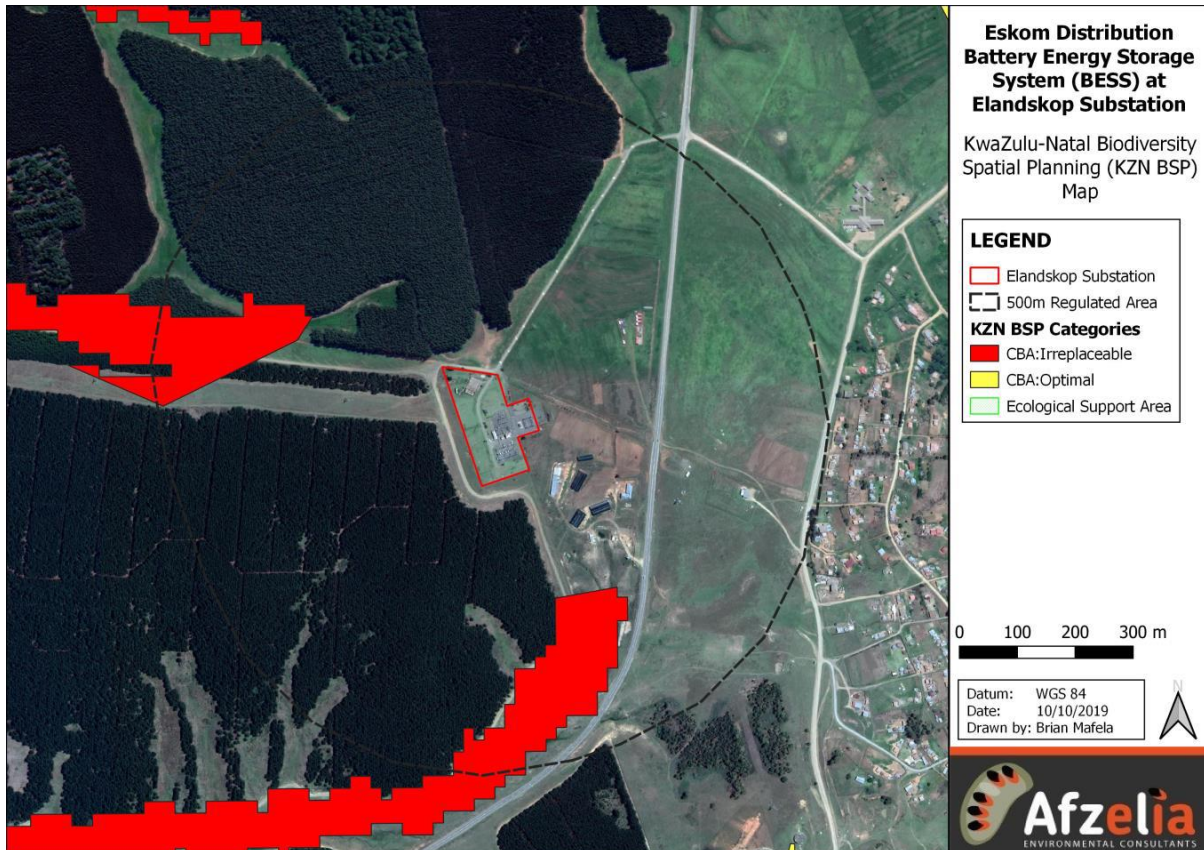 Eskom Distribution
Battery Energy Storage
System (BESS) at
Elandskop Substation
KwaZulu-Natal Biodiversity
Spatial Planning (KZN BSP)
Map
LEGEND
Elandskop Substation
500m Regulated Area
KZN BSP Categories
CBA:Irreplaceable
CBA:Optimal
Ecological Support Area
0 100 200 300 m
Datum: WGS 84
Date: 10/10/2019
Drawn by: Brian Mafela
N
Afzelia
ENVIRONMENTAL CONSULTANTS